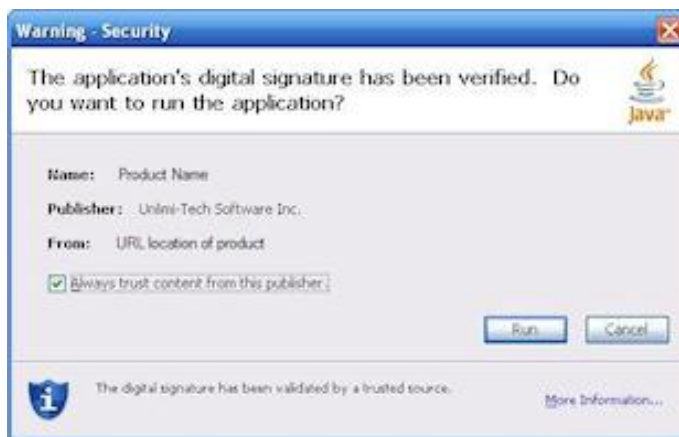 Warning - Security
The application's digital signature has been verified. Do
you want to run the application?
Java™
Name: Product Name
Publisher: Unlimi-Tech Software Inc.
From: URL location of product
Always trust content from this publisher.
Run Cancel
The digital signature has been validated by a trusted source.
More Information...